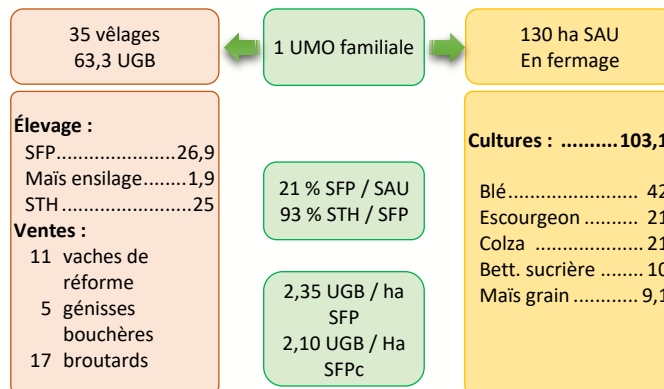 35 vêlages
63,3 UGB
1 UMO familiale
130 ha SAU
En fermage
Élevage :
SFP......................26,9
Maïs ensilage.......1,9
STH.......................25
Ventes :
11 vaches de
réforme
5 génisses
bouchères
17 broutards
21 % SFP / SAU
93 % STH / SFP
2,35 UGB / ha
SFP
2,10 UGB / Ha
SFPc
Cultures : ..........103,1
Blé........................ 42
Escourgeon ......... 21
Colza ................... 21
Bett. sucrière ....... 10
Maïs grain ............ 9,1